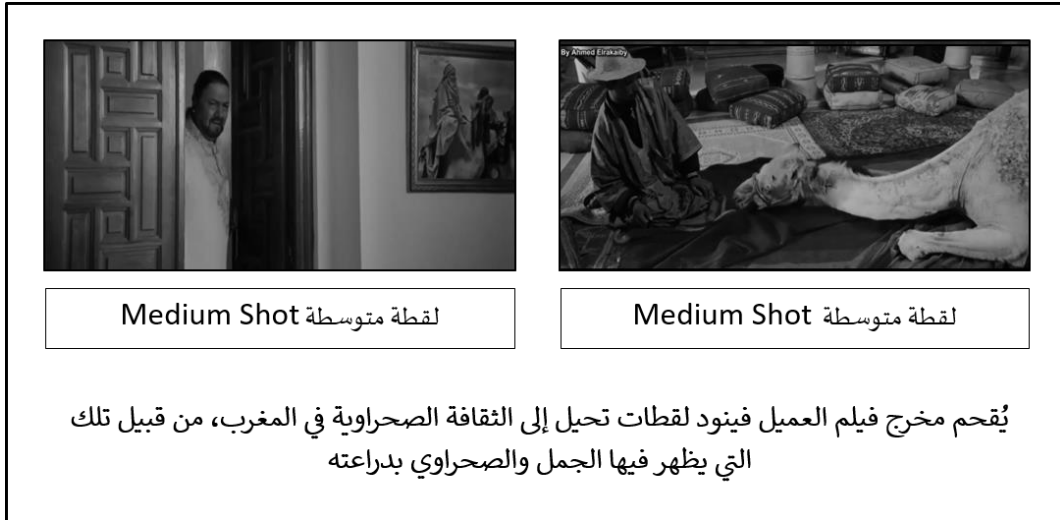 By Ahmed Elrakaiby
لقطة متوسطة Medium Shot
لقطة متوسطة Medium Shot
يُقحم مخرج فيلم العميل فينود لقطات تحيل إلى الثقافة الصحراوية في المغرب، من قبيل تلك
التي يظهر فيها الجمل والصحراوي بدراعته